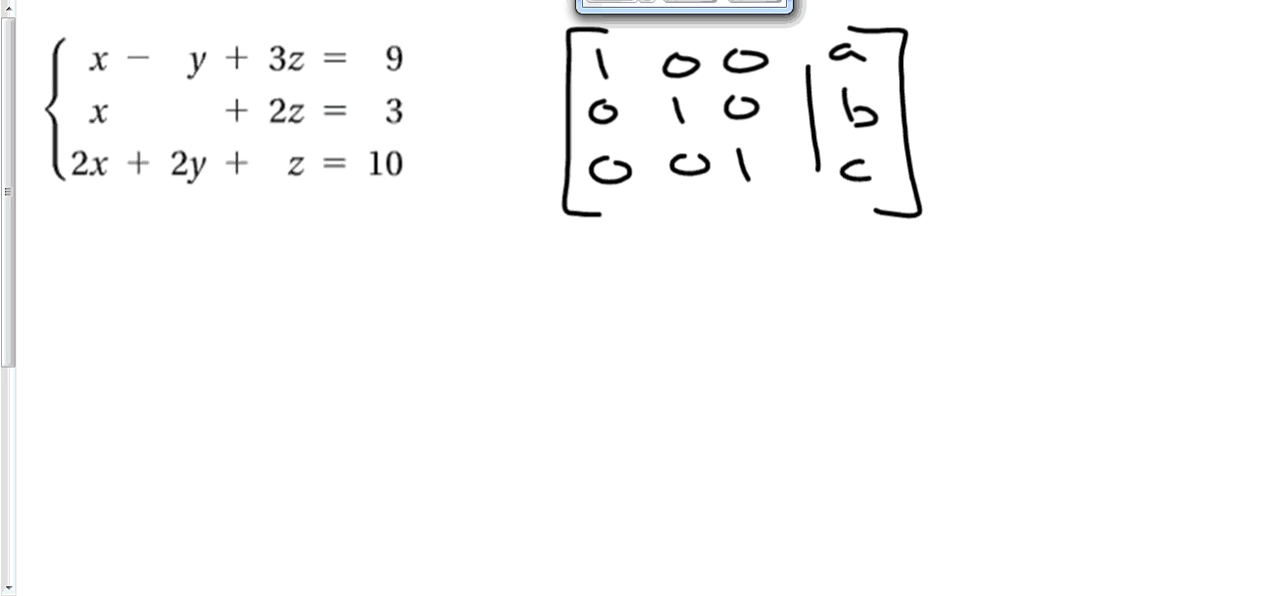 x − y + 3z = 9
x + 2z = 3
2x + 2y + z = 10
1 0 0 | a
0 1 0 | b
0 0 1 | c